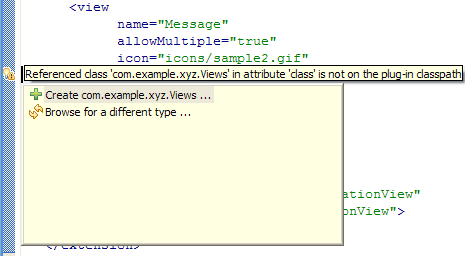 <view
name="Message"
allowMultiple="true"
icon="icons/sample2.gif"
Referenced class 'com.example.xyz.Views' in attribute 'class' is not on the plug-in classpath
Create com.example.xyz.Views ...
Browse for a different type ...
ationView"
onView">
</extension>